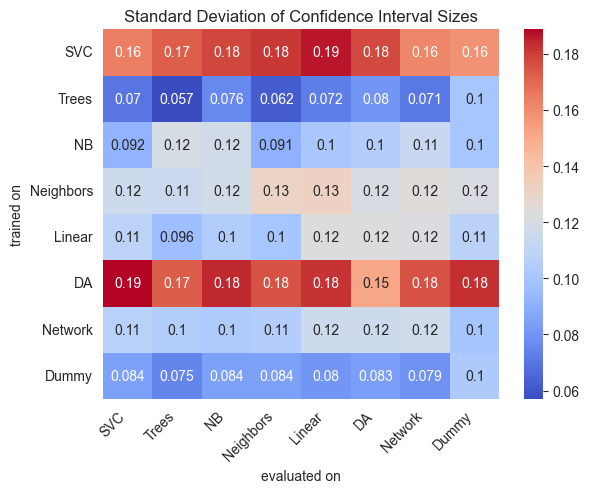 Standard Deviation of Confidence Interval Sizes
SVC 0.16 0.17 0.18 0.18 0.19 0.18 0.16 0.16
Trees 0.07 0.057 0.076 0.062 0.072 0.08 0.071 0.1
NB 0.092 0.12 0.12 0.091 0.1 0.1 0.11 0.1
Neighbors 0.12 0.11 0.12 0.13 0.13 0.12 0.12 0.12
Linear 0.11 0.096 0.1 0.1 0.12 0.12 0.12 0.11
DA 0.19 0.17 0.18 0.18 0.18 0.15 0.18 0.18
Network 0.11 0.1 0.1 0.11 0.12 0.12 0.12 0.1
Dummy 0.084 0.075 0.084 0.084 0.08 0.083 0.079 0.1
trained on
SVC Trees NB Neighbors Linear DA Network Dummy
evaluated on
0.18
0.16
0.14
0.12
0.10
0.08
0.06